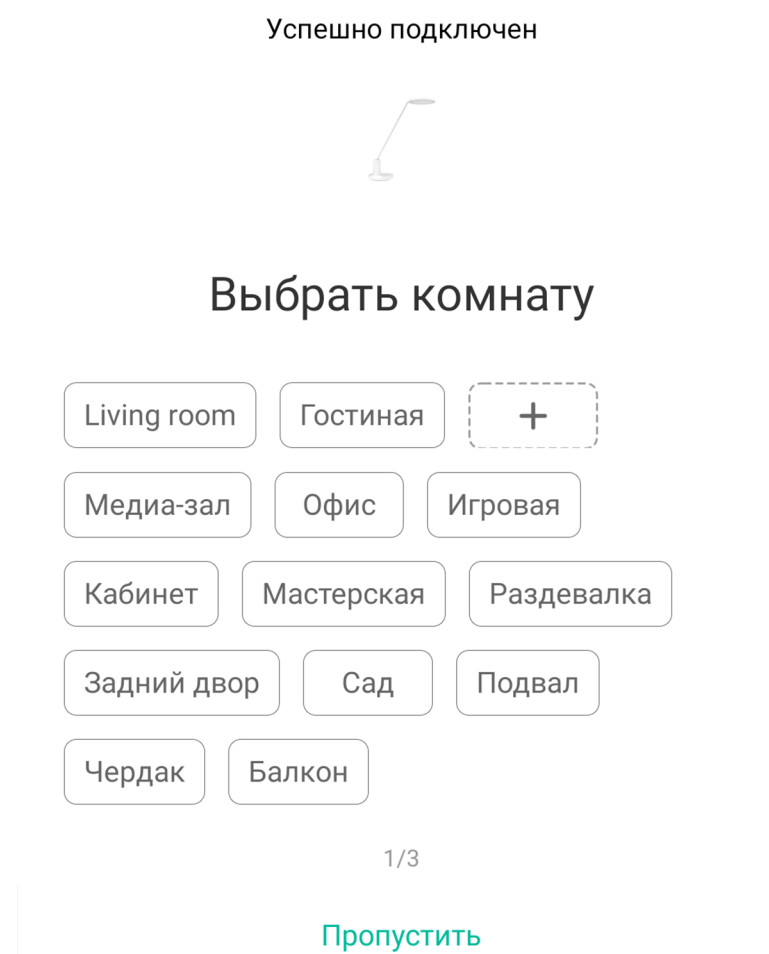 Успешно подключен
Выбрать комнату
Living room Гостиная +
Медиа-зал Офис Игровая
Кабинет Мастерская Раздевалка
Задний двор Сад Подвал
Чердак Балкон
1/3
Пропустить